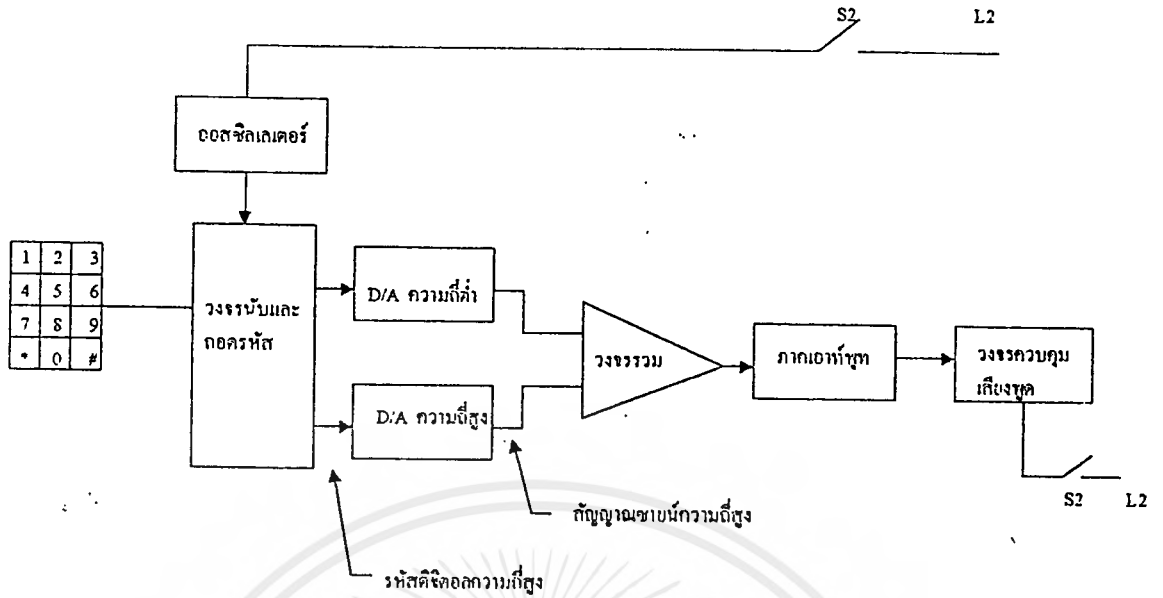 S2 L2
ออสซิลเลเตอร์
1 2 3
4 5 6
7 8 9
* 0 #
วงจรนับและ
ถอดรหัส
D/A ความถี่ต่ำ
D/A ความถี่สูง
วงจรรวม
ภาคเอาท์พุท
วงจรควบคุม
เสียงพูด
S2 L2
สัญญาณซายน์ความถี่สูง
รหัสดิจิตอลความถี่สูง